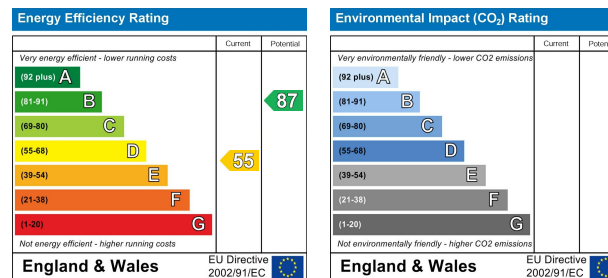 Energy Efficiency Rating
Current Potential
Very energy efficient - lower running costs
(92 plus) A
(81-91) B
87
(69-80) C
(55-68) D
55
(39-54) E
(21-38) F
(1-20) G
Not energy efficient - higher running costs
England & Wales
EU Directive
2002/91/EC
Environmental Impact (CO₂) Rating
Current Poten
Very environmentally friendly - lower CO2 emissions
(92 plus) A
(81-91) B
(69-80) C
(55-68) D
(39-54) E
(21-38) F
(1-20) G
Not environmentally friendly - higher CO2 emissions
England & Wales
EU Directive
2002/91/EC